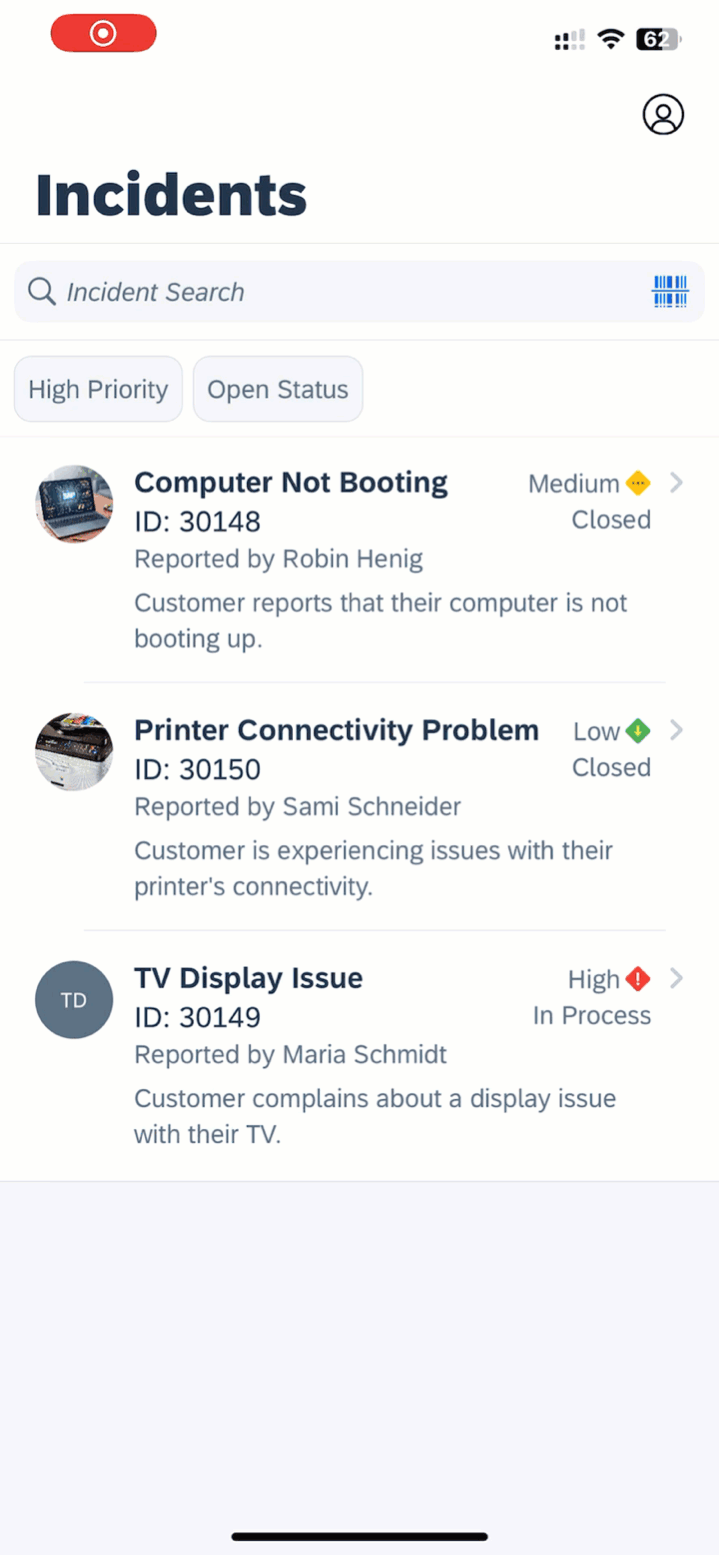 62
Incidents
Incident Search
High Priority
Open Status
Computer Not Booting
Medium
ID: 30148
Closed
Reported by Robin Henig
Customer reports that their computer is not
booting up.
Printer Connectivity Problem
Low
ID: 30150
Closed
Reported by Sami Schneider
Customer is experiencing issues with their
printer's connectivity.
TD
TV Display Issue
High
ID: 30149
In Process
Reported by Maria Schmidt
Customer complains about a display issue
with their TV.